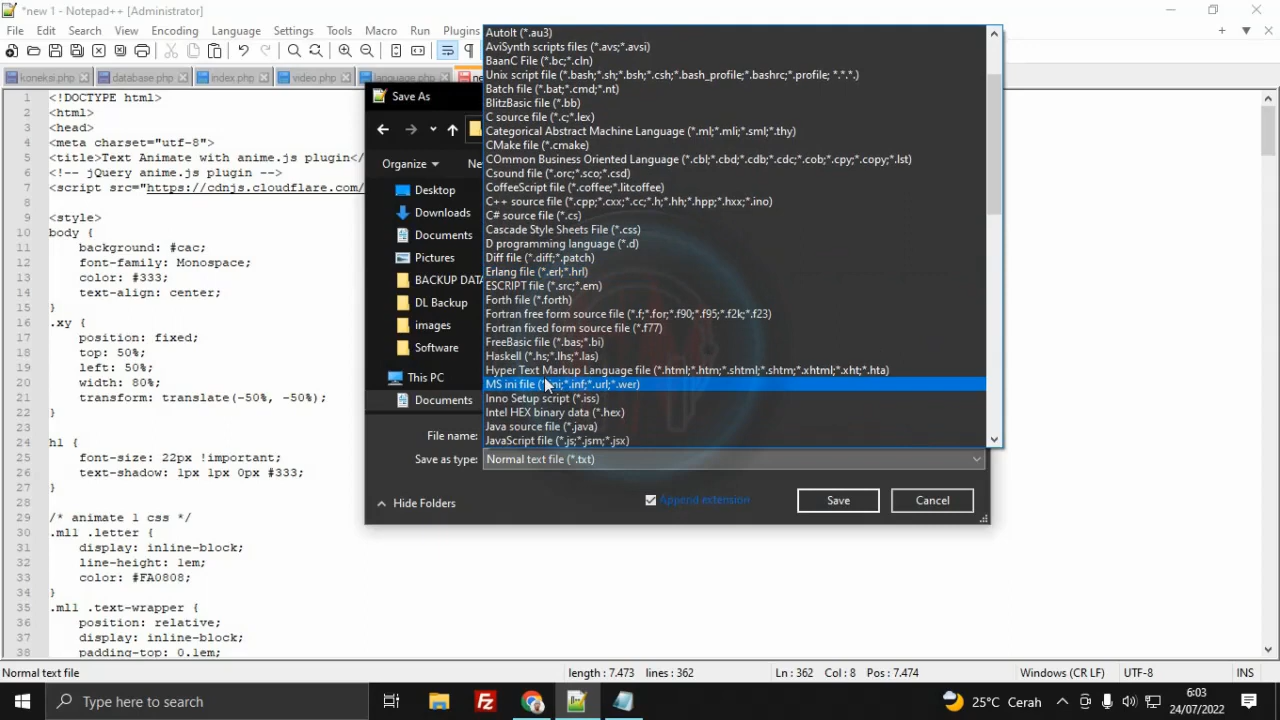 *new 1 - Notepad++ [Administrator]
File Edit Search View Encoding Language Settings Tools Macro Run Plugins
koneksi.php database.php index.php video.php language.php
1 <!DOCTYPE html>
2 <html>
3 <head>
4 <meta charset="utf-8">
5 <title>Text Animate with anime.js plugin</
6 <!-- jQuery anime.js plugin -->
7 <script src="https://cdnjs.cloudflare.com/
8
9 <style>
10 body {
11 background: #cac;
12 font-family: Monospace;
13 color: #333;
14 text-align: center;
15 }
16 .xy {
17 position: fixed;
18 top: 50%;
19 left: 50%;
20 width: 80%;
21 transform: translate(-50%, -50%);
22 }
23
24 h1 {
25 font-size: 22px !important;
26 text-shadow: 1px 1px 0px #333;
27 }
28
29 /* animate 1 css */
30 .ml1 .letter {
31 display: inline-block;
32 line-height: 1em;
33 color: #FA0808;
34 }
35 .ml1 .text-wrapper {
36 position: relative;
37 display: inline-block;
38 padding-top: 0.1em;
Save As
Organize
Desktop
Downloads
Documents
Pictures
BACKUP DATA
DL Backup
images
Software
This PC
Documents
AutoIt (*.au3)
AviSynth scripts files (*.avs;*.avsi)
BaanC File (*.bc;*.cln)
Unix script file (*.bash;*.sh;*.bsh;*.csh;*.bash_profile;*.bashrc;*.profile; *.*.*.)
Batch file (*.bat;*.cmd;*.nt)
BlitzBasic file (*.bb)
C source file (*.c;*.lex)
Categorical Abstract Machine Language (*.ml;*.mli;*.sml;*.thy)
CMake file (*.cmake)
COmmon Business Oriented Language (*.cbl;*.cbd;*.cdb;*.cdc;*.cob;*.cpy;*.copy;*.lst)
Csound file (*.orc;*.sco;*.csd)
CoffeeScript file (*.coffee;*.litcoffee)
C++ source file (*.cpp;*.cxx;*.cc;*.h;*.hh;*.hpp;*.hxx;*.ino)
C# source file (*.cs)
Cascade Style Sheets File (*.css)
D programming language (*.d)
Diff file (*.diff;*.patch)
Erlang file (*.erl;*.hrl)
ESCRIPT file (*.src;*.em)
Forth file (*.forth)
Fortran free form source file (*.f;*.for;*.f90;*.f95;*.f2k;*.f23)
Fortran fixed form source file (*.f77)
FreeBasic file (*.bas;*.bi)
Haskell (*.hs;*.lhs;*.las)
Hyper Text Markup Language file (*.html;*.htm;*.shtml;*.shtm;*.xhtml;*.xht;*.hta)
MS ini file (*.ini;*.inf;*.url;*.wer)
Inno Setup script (*.iss)
Intel HEX binary data (*.hex)
Java source file (*.java)
JavaScript file (*.js;*.jsm;*.jsx)
File name:
Save as type: Normal text file (*.txt)
Hide Folders Append extension Save Cancel
Normal text file length : 7.473 lines : 362 Ln : 362 Col : 8 Pos : 7.474 Windows (CR LF) UTF-8 INS
Type here to search 25°C Cerah 6:03
24/07/2022